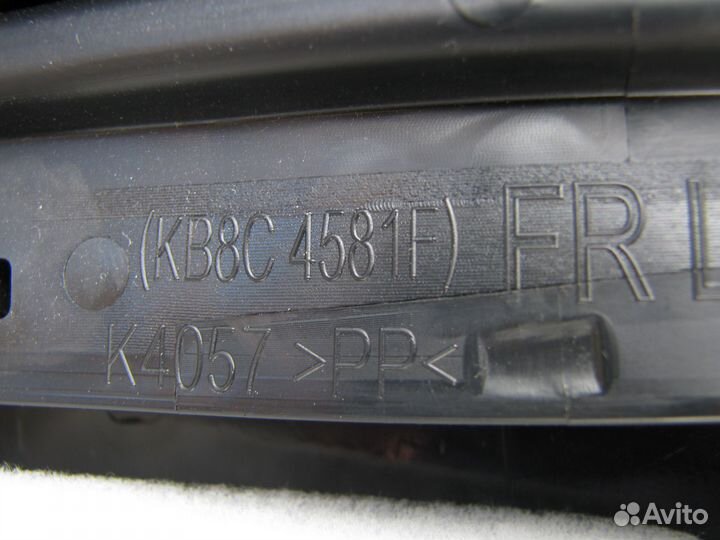 (KB8C 4581F) FR L
K4057 >PP<
Avito